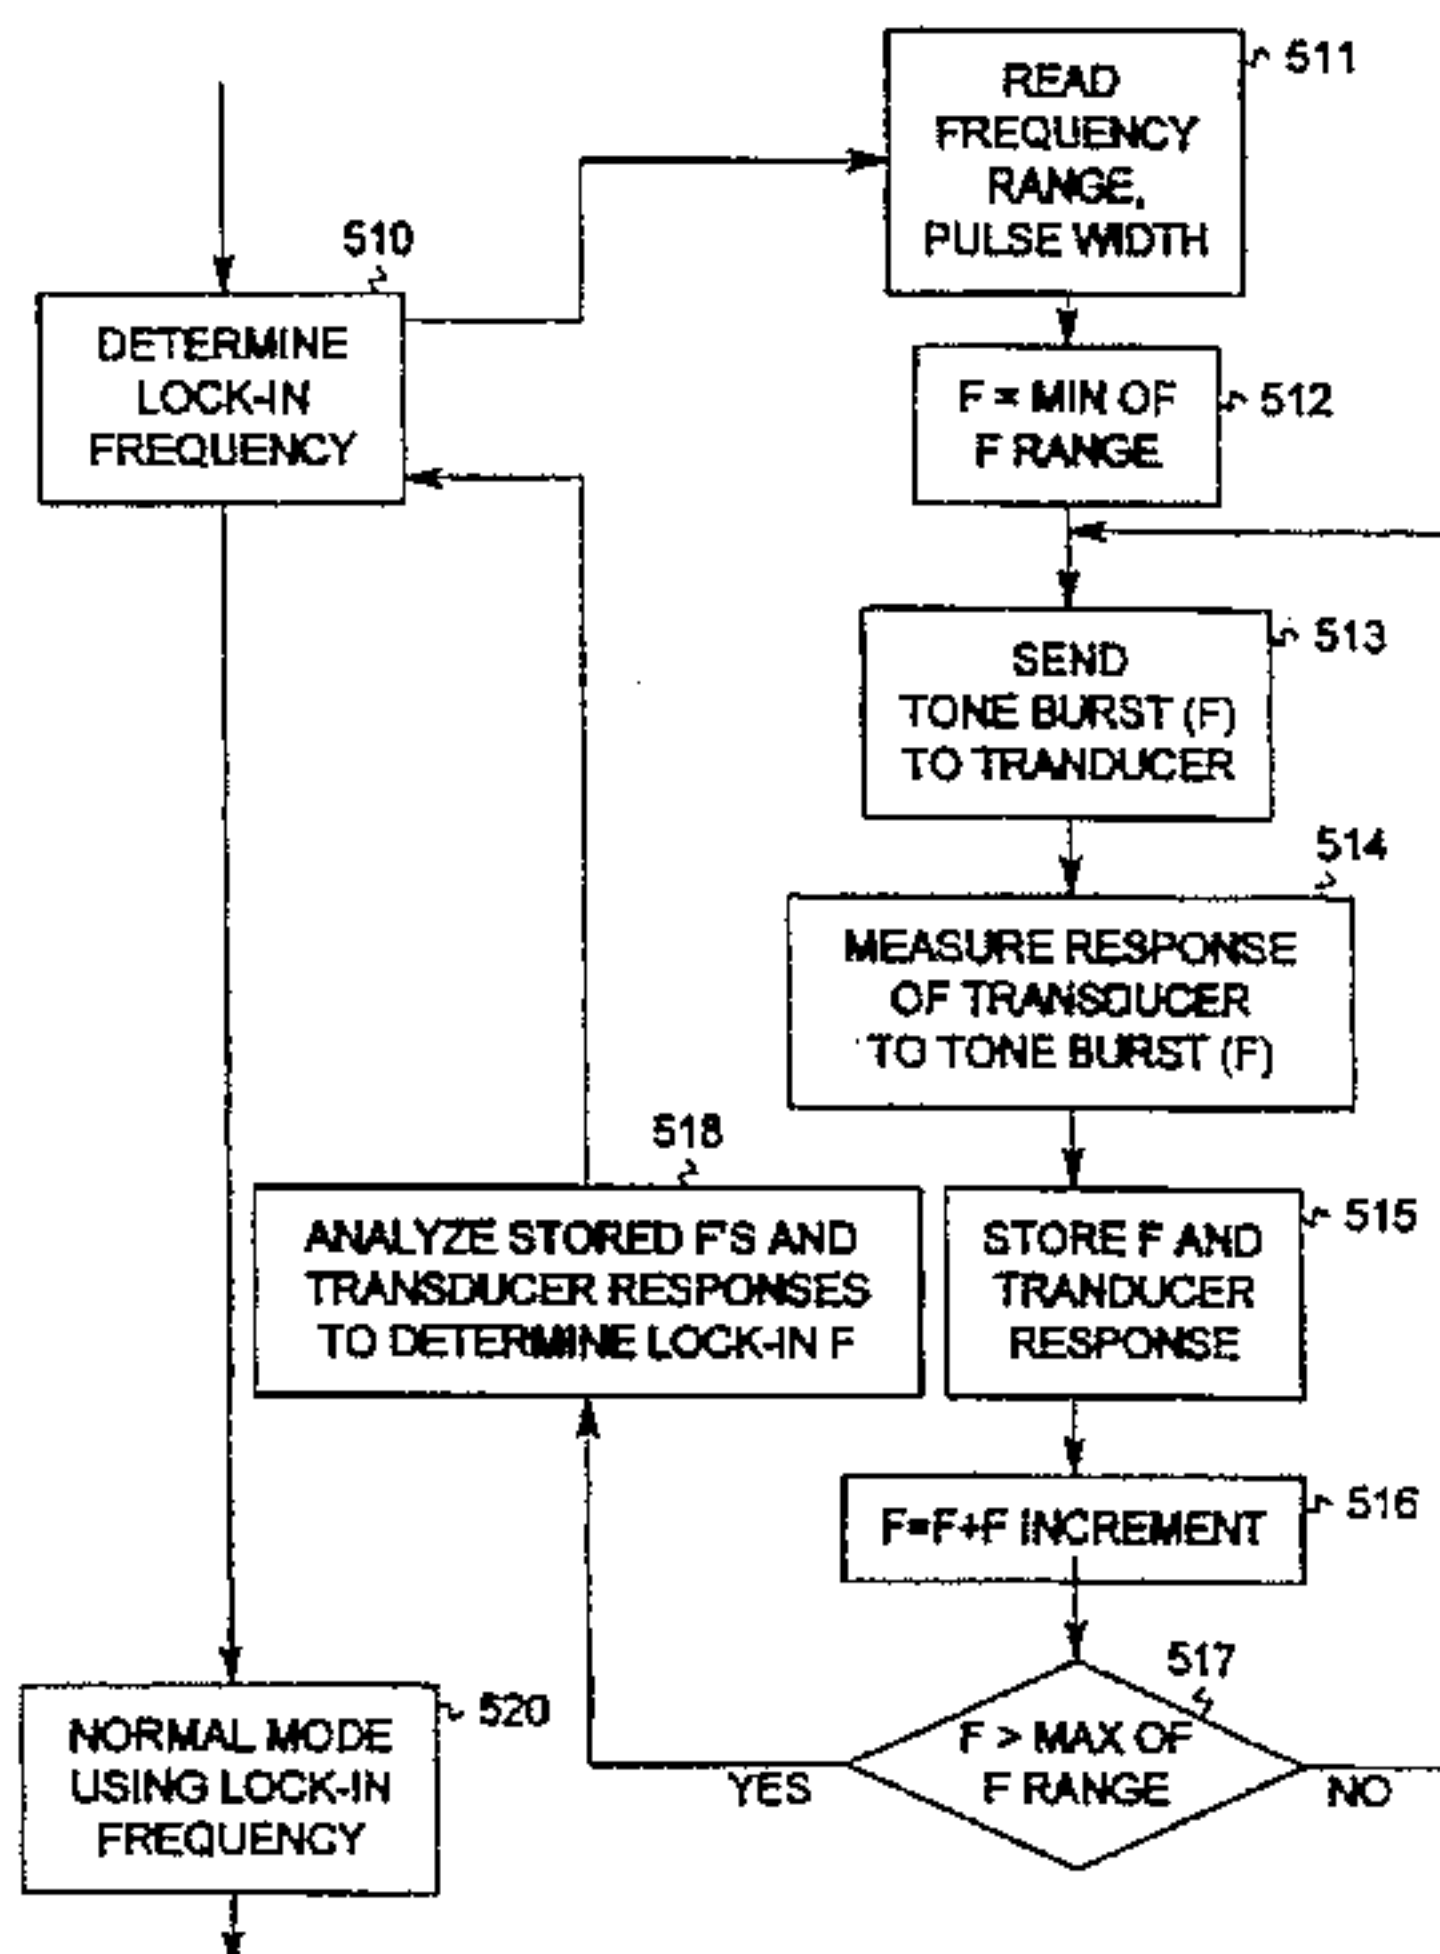 510
DETERMINE
LOCK-IN
FREQUENCY
511
READ
FREQUENCY
RANGE,
PULSE WIDTH
512
F = MIN OF
F RANGE
513
SEND
TONE BURST (F)
TO TRANDUCER
514
MEASURE RESPONSE
OF TRANSDUCER
TO TONE BURST (F)
515
STORE F AND
TRANDUCER
RESPONSE
516
F=F+F INCREMENT
517
F > MAX OF
F RANGE
YES
NO
518
ANALYZE STORED F'S AND
TRANSDUCER RESPONSES
TO DETERMINE LOCK-IN F
520
NORMAL MODE
USING LOCK-IN
FREQUENCY